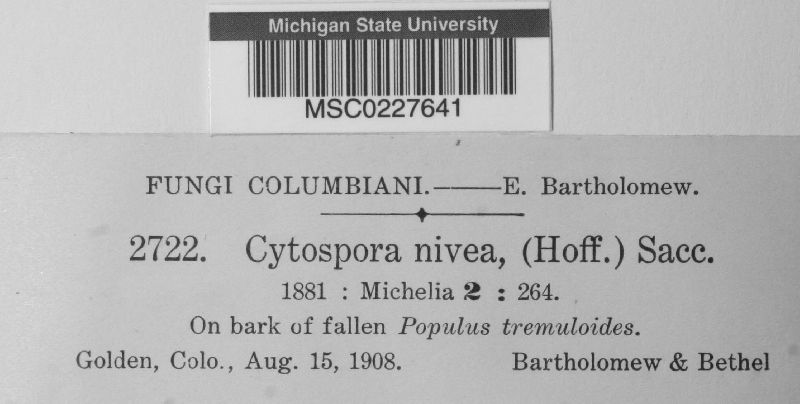 Michigan State University
MSC0227641
FUNGI COLUMBIANI.——E. Bartholomew.
2722. Cytospora nivea, (Hoff.) Sacc.
1881 : Michelia 2 : 264.
On bark of fallen Populus tremuloides.
Golden, Colo., Aug. 15, 1908. Bartholomew & Bethel